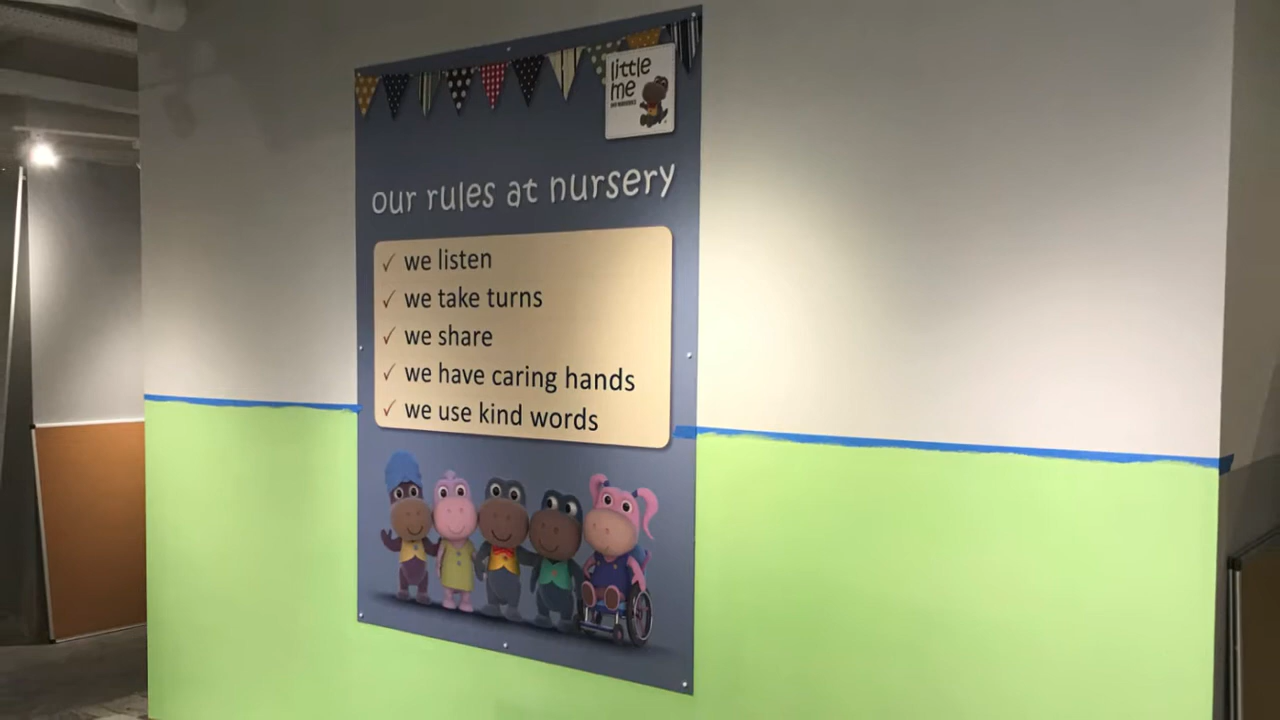 little
me
our rules at nursery
✓ we listen
✓ we take turns
✓ we share
✓ we have caring hands
✓ we use kind words